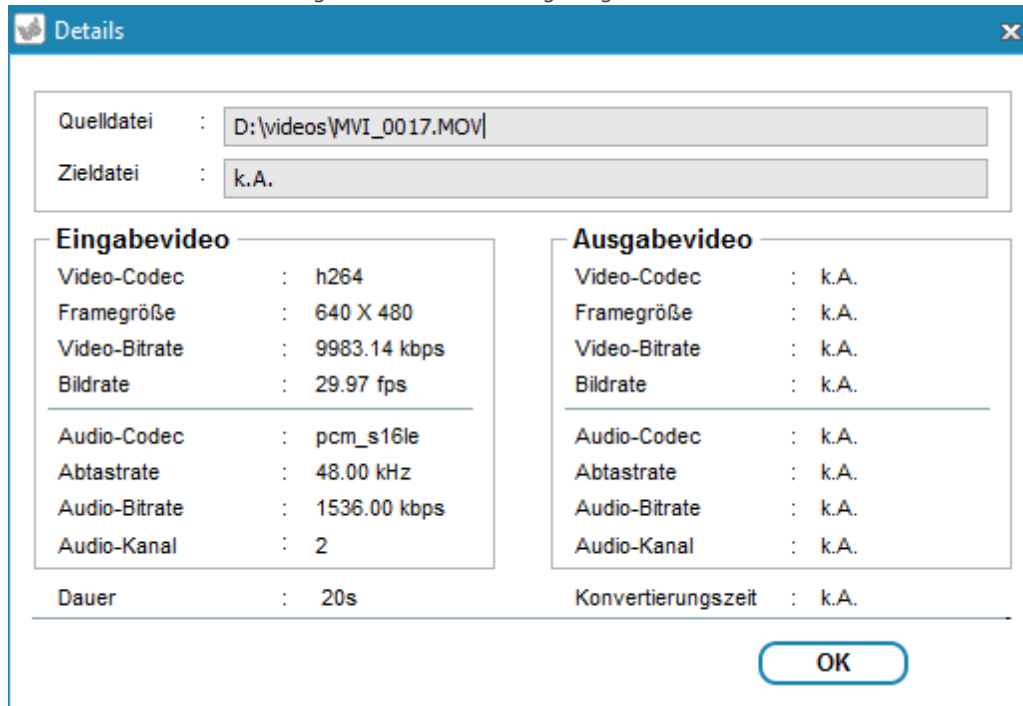 Details
Quelldatei : D:\videos\MVI_0017.MOV
Zieldatei : k.A.
Eingabevideo
Video-Codec : h264
Framegröße : 640 X 480
Video-Bitrate : 9983.14 kbps
Bildrate : 29.97 fps
Audio-Codec : pcm_s16le
Abtastrate : 48.00 kHz
Audio-Bitrate : 1536.00 kbps
Audio-Kanal : 2
Dauer : 20s
Ausgabevideo
Video-Codec : k.A.
Framegröße : k.A.
Video-Bitrate : k.A.
Bildrate : k.A.
Audio-Codec : k.A.
Abtastrate : k.A.
Audio-Bitrate : k.A.
Audio-Kanal : k.A.
Konvertierungszeit : k.A.
OK